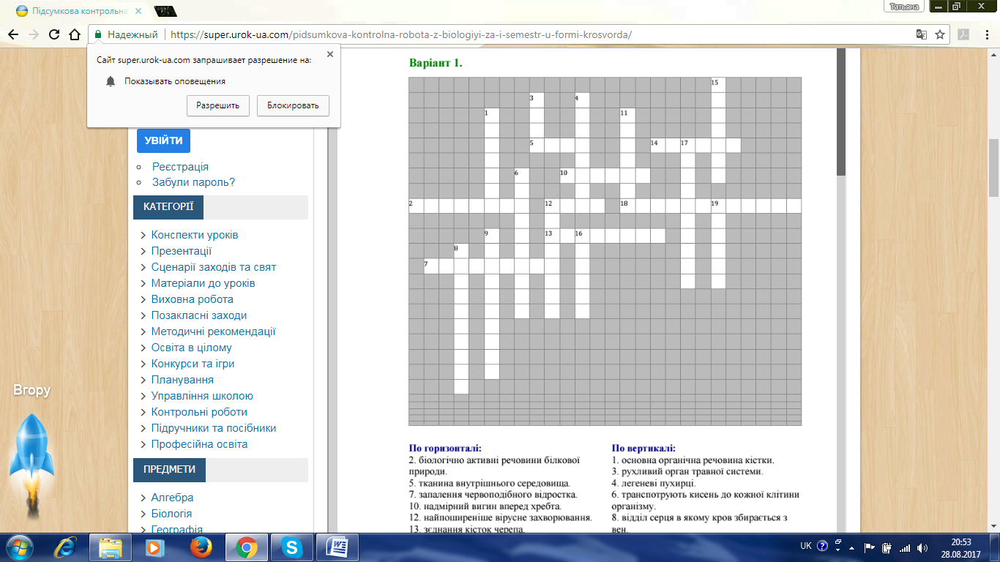 Підсумкова контрольна
Татьяна
Надежный
https://super.urok-ua.com/pidsumkova-kontrolna-robota-z-biologiyi-za-i-semestr-u-formi-krosvorda/
Сайт super.urok-ua.com запрашивает разрешение на:
Показывать оповещения
Разрешить
Блокировать
УВІЙТИ
Реєстрація
Забули пароль?
КАТЕГОРІЇ
Конспекти уроків
Презентації
Сценарії заходів та свят
Матеріали до уроків
Виховна робота
Позакласні заходи
Методичні рекомендації
Освіта в цілому
Конкурси та ігри
Планування
Управління школою
Контрольні роботи
Підручники та посібники
Професійна освіта
ПРЕДМЕТИ
Алгебра
Біологія
Географія
Вгору
Варіант 1.
15
3 4
1 11
5 14 17
6 10
2 12 18 19
9 13 16
8
7
По горизонталі:
2. біологічно активні речовини білкової
природи.
5. тканина внутрішнього середовища.
7. запалення червоподібного відростка.
10. надмірний вигин вперед хребта.
12. найпоширеніше вірусне захворювання.
13. зєднання кісток черепа.
По вертикалі:
1. основна органічна речовина кістки.
3. рухливий орган травної системи.
4. легеневі пухирці.
6. транспотрують кисень до кожної клітини
організму.
8. відділ серця в якому кров збирається з
вен.
UK
20:53
28.08.2017